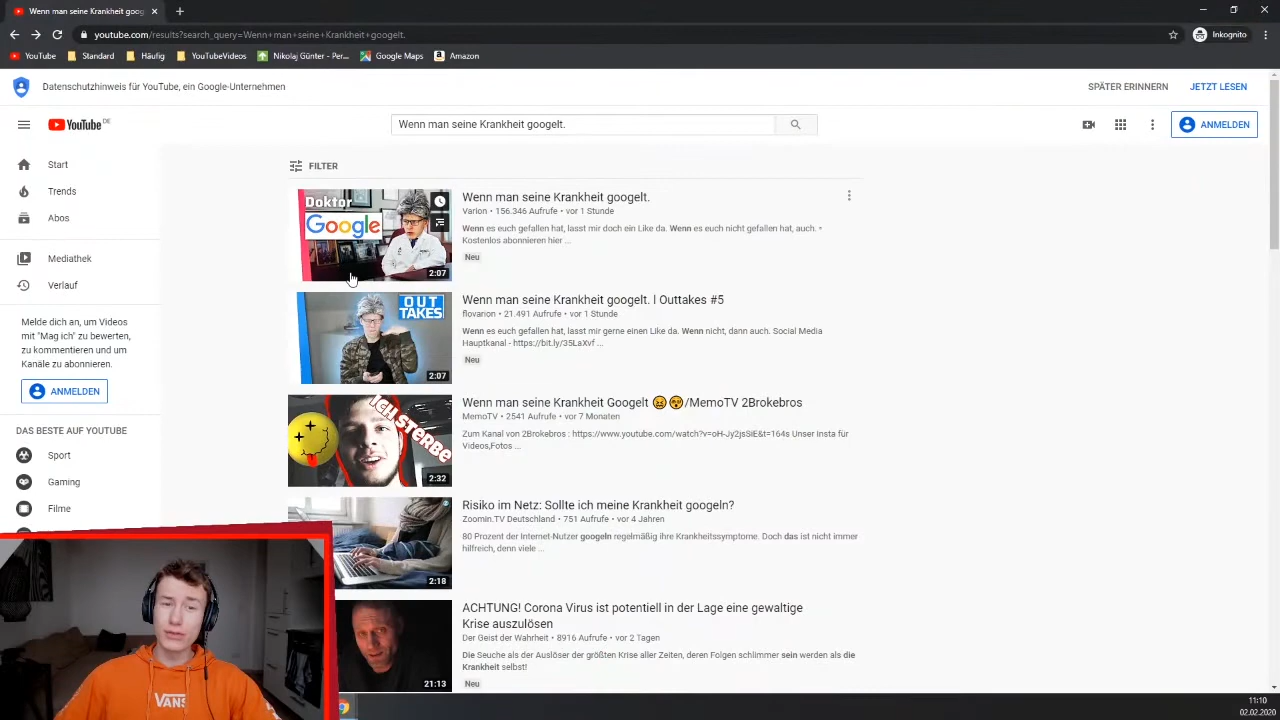 Wenn man seine Krankheit goog
youtube.com/results?search_query=Wenn+man+seine+Krankheit+googelt.
Inkognito
YouTube Standard Häufig YouTubeVideos Nikolaj Günter - Per... Google Maps Amazon
Datenschutzhinweis für YouTube, ein Google-Unternehmen
SPÄTER ERINNERN JETZT LESEN
YouTube DE
Wenn man seine Krankheit googelt.
ANMELDEN
Start
Trends
Abos
Mediathek
Verlauf
Melde dich an, um Videos
mit "Mag ich" zu bewerten,
zu kommentieren und um
Kanäle zu abonnieren.
ANMELDEN
DAS BESTE AUF YOUTUBE
Sport
Gaming
Filme
FILTER
Doktor
Google
2:07
Wenn man seine Krankheit googelt.
Varion • 156.346 Aufrufe • vor 1 Stunde
Wenn es euch gefallen hat, lasst mir doch ein Like da. Wenn es euch nicht gefallen hat, auch. •
Kostenlos abonnieren hier ...
Neu
OUT
TAKES
2:07
Wenn man seine Krankheit googelt. l Outtakes #5
flovarion • 21.491 Aufrufe • vor 1 Stunde
Wenn es euch gefallen hat, lasst mir gerne einen Like da. Wenn nicht, dann auch. Social Media
Hauptkanal - https://bit.ly/35LaXvf ...
Neu
ICH STERBE
2:32
Wenn man seine Krankheit Googelt 😖😵/MemoTV 2Brokebros
MemoTV • 2541 Aufrufe • vor 7 Monaten
Zum Kanal von 2Brokebros : https://www.youtube.com/watch?v=oH-Jy2jsSiE&t=164s Unser Insta für
Videos,Fotos ...
2:18
Risiko im Netz: Sollte ich meine Krankheit googeln?
Zoomin.TV Deutschland • 751 Aufrufe • vor 4 Jahren
80 Prozent der Internet-Nutzer googeln regelmäßig ihre Krankheitssymptome. Doch das ist nicht immer
hilfreich, denn viele ...
21:13
ACHTUNG! Corona Virus ist potentiell in der Lage eine gewaltige
Krise auszulösen
Der Geist der Wahrheit • 8916 Aufrufe • vor 2 Tagen
Die Seuche als der Auslöser der größten Krise aller Zeiten, deren Folgen schlimmer sein werden als die
Krankheit selbst!
Neu
VANS
11:10
02.02.2020